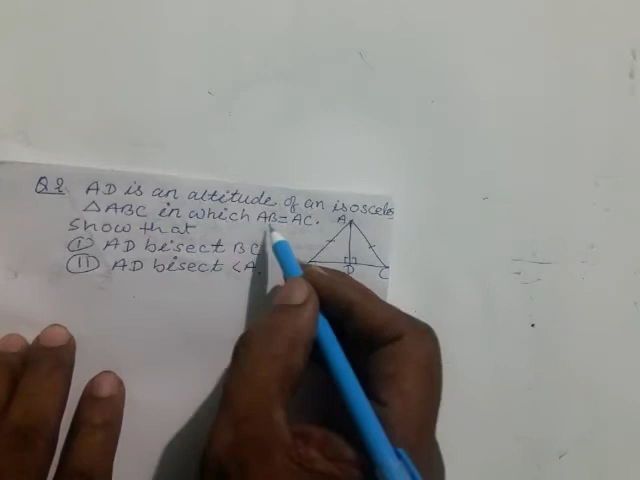 Q2. AD is an altitude of an isosceles
△ ABC in which AB = AC.
Show that
(I) AD bisect BC
(II) AD bisect <A.
A
D
C